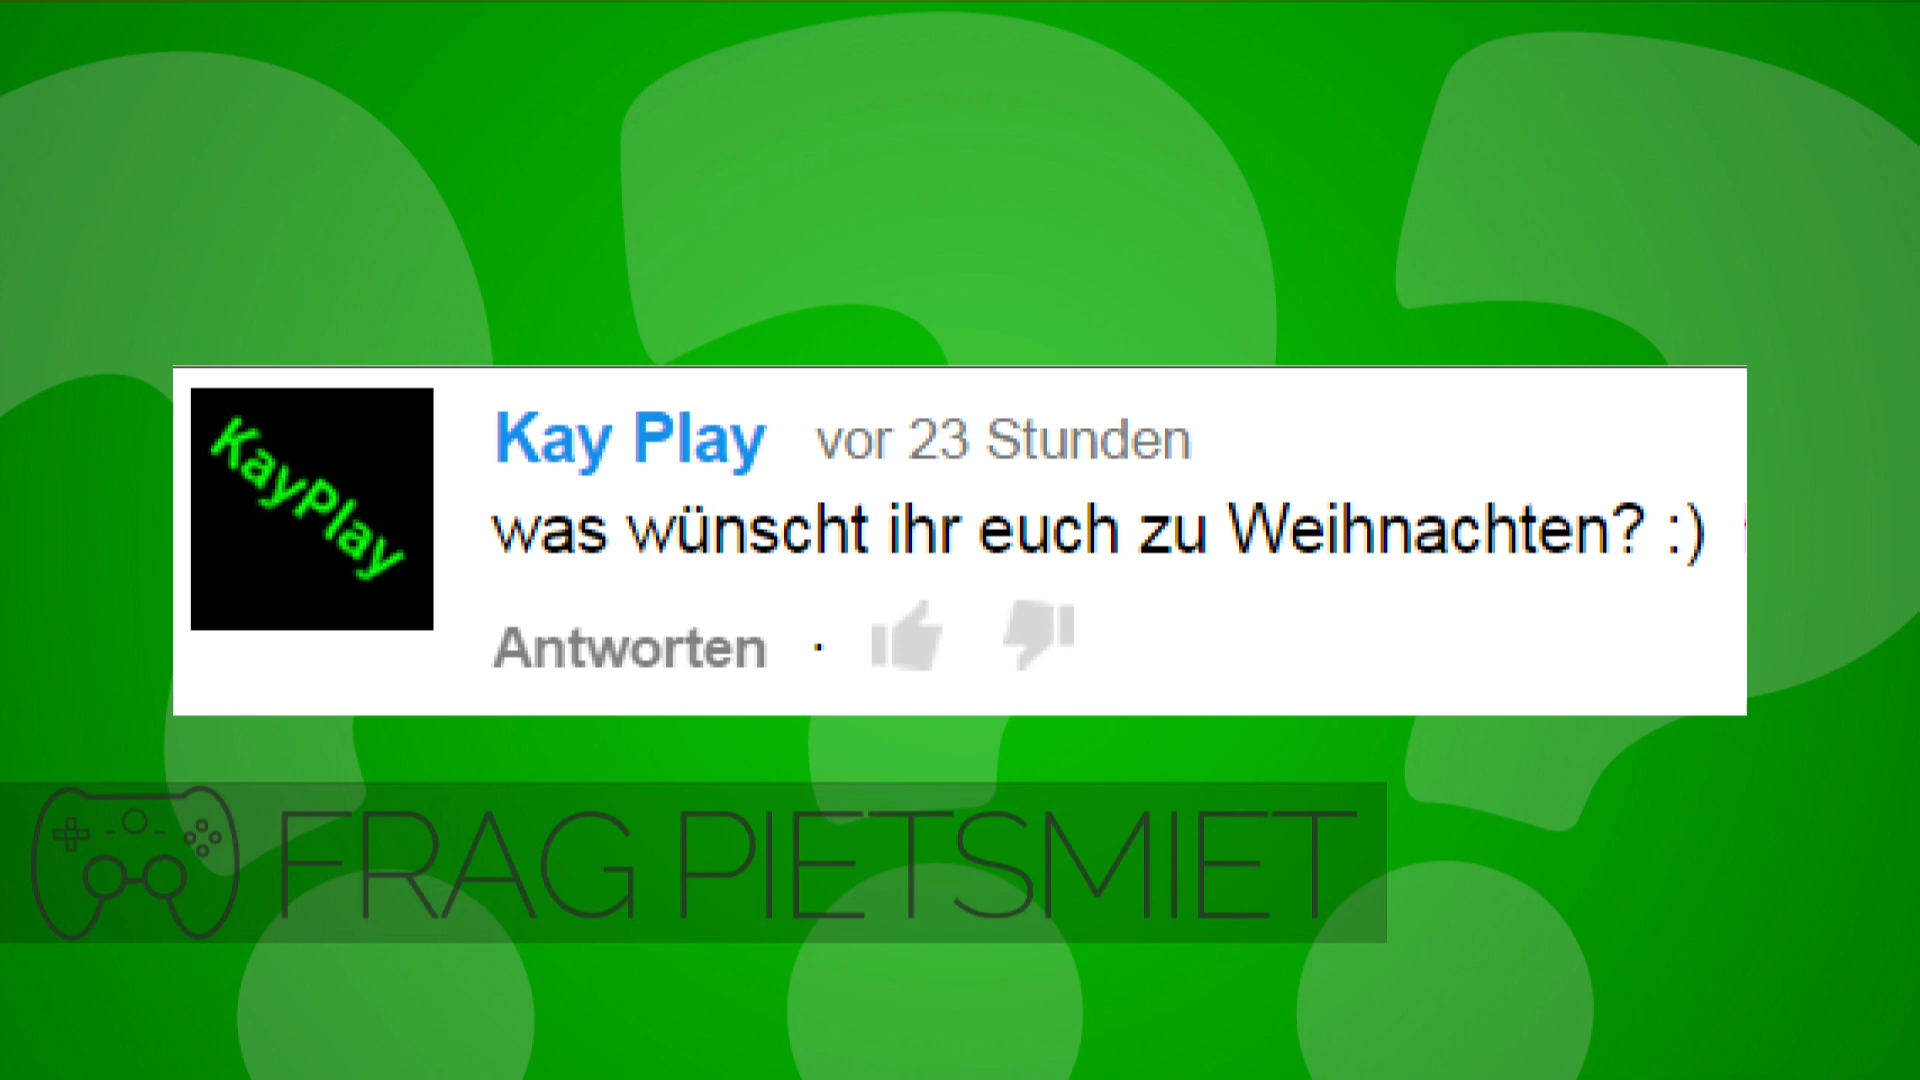 KayPlay
Kay Play vor 23 Stunden
was wünscht ihr euch zu Weihnachten? :)
Antworten ·
FRAG PIETSMIET